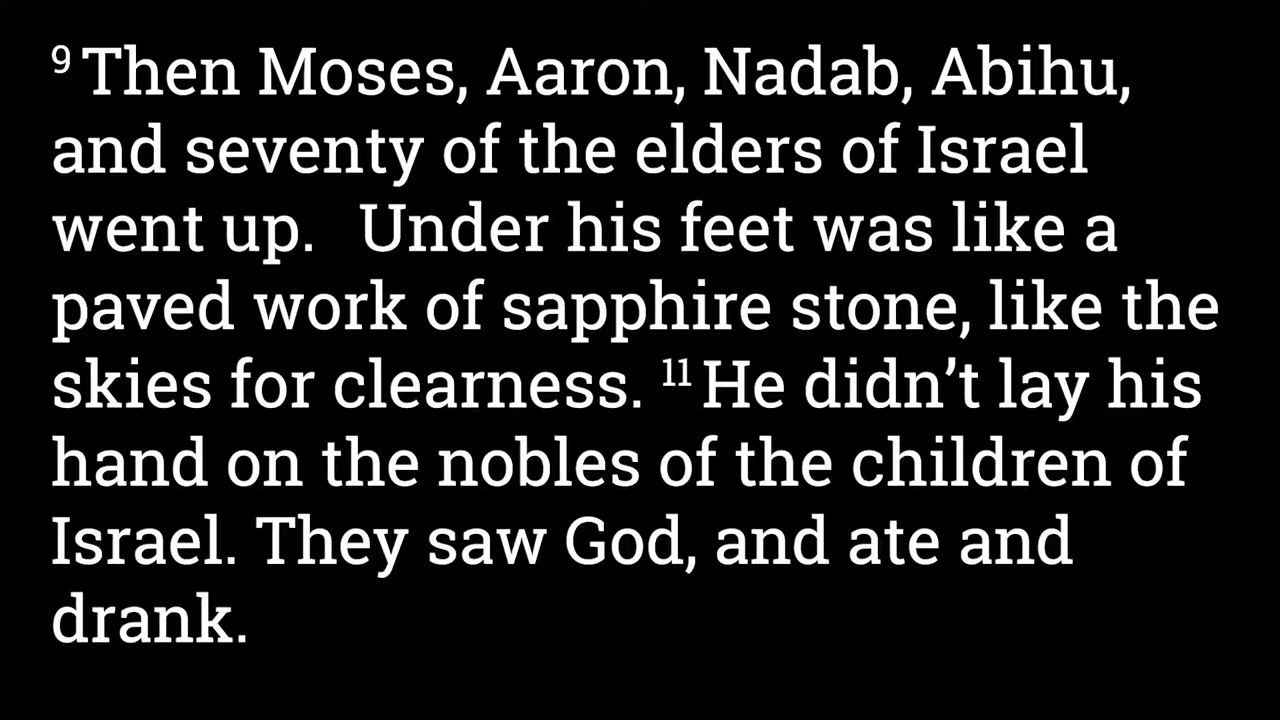 ⁹ Then Moses, Aaron, Nadab, Abihu,
and seventy of the elders of Israel
went up.   Under his feet was like a
paved work of sapphire stone, like the
skies for clearness. ¹¹ He didn’t lay his
hand on the nobles of the children of
Israel. They saw God, and ate and
drank.